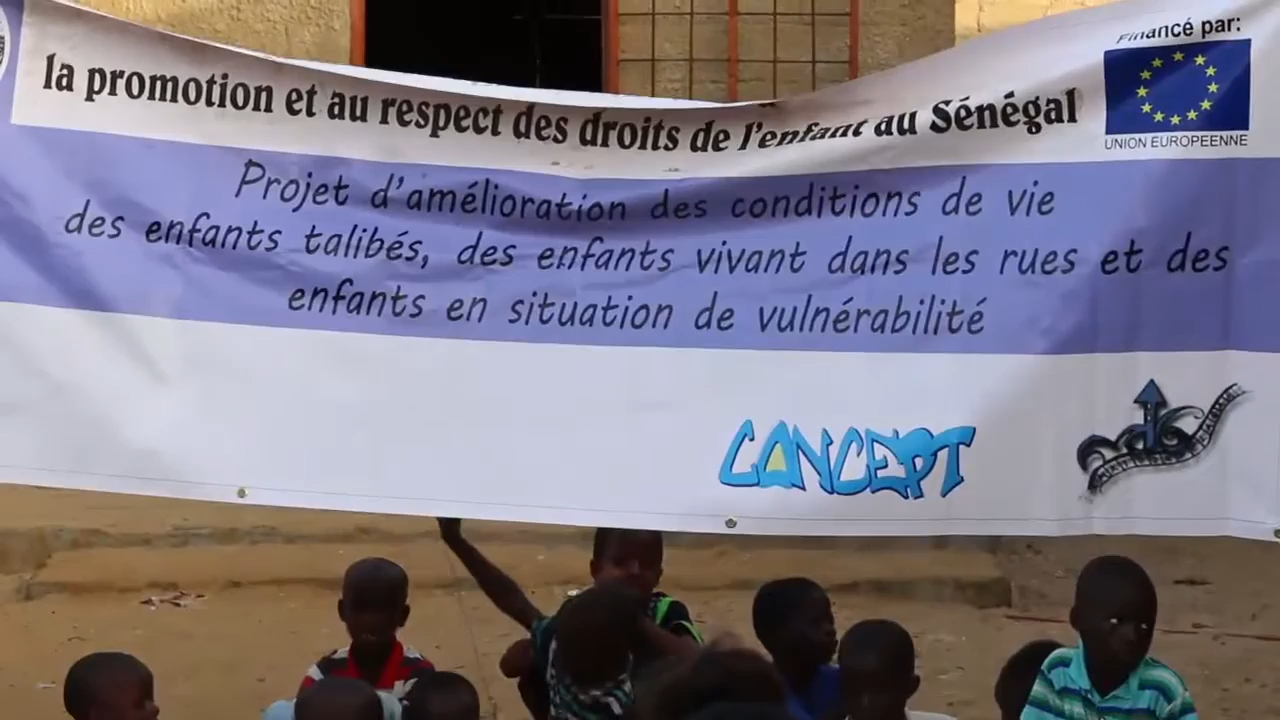 Financé par:
la promotion et au respect des droits de l'enfant au Sénégal
UNION EUROPEENNE
Projet d'amélioration des conditions de vie
des enfants talibés, des enfants vivant dans les rues et des
enfants en situation de vulnérabilité
CONCEPT